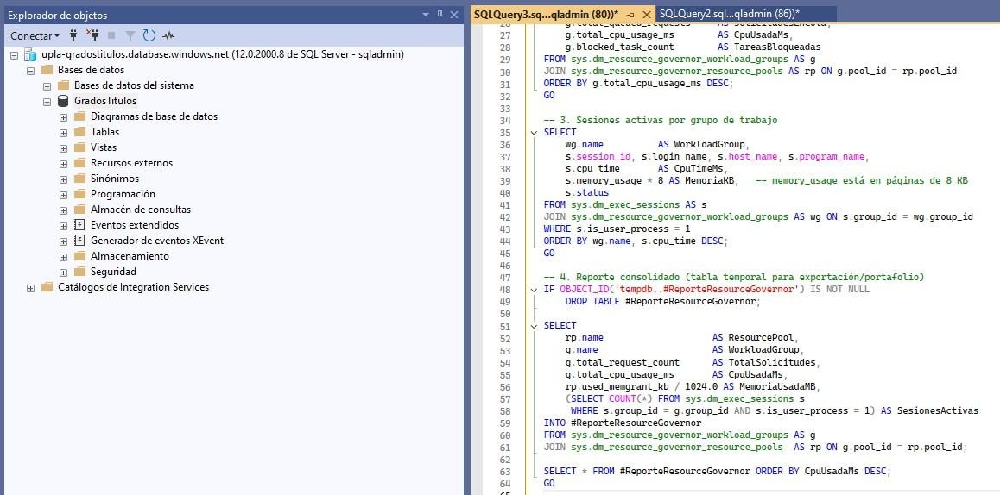 Explorador de objetos
Conectar
upla-gradostitulos.database.windows.net (12.0.2000.8 de SQL Server - sqladmin)
Bases de datos
Bases de datos del sistema
GradosTitulos
Diagramas de base de datos
Tablas
Vistas
Recursos externos
Sinónimos
Programación
Almacén de consultas
Eventos extendidos
Generador de eventos XEvent
Almacenamiento
Seguridad
Catálogos de Integration Services
SQLQuery3.sq...qladmin (80))*
SQLQuery2.sql...qladmin (86))*
27 g.total_cpu_usage_ms AS CpuUsadaMs,
28 g.blocked_task_count AS TareasBloqueadas
29 FROM sys.dm_resource_governor_workload_groups AS g
30 JOIN sys.dm_resource_governor_resource_pools AS rp ON g.pool_id = rp.pool_id
31 ORDER BY g.total_cpu_usage_ms DESC;
32 GO
33
34 -- 3. Sesiones activas por grupo de trabajo
35 SELECT
36 wg.name AS WorkloadGroup,
37 s.session_id, s.login_name, s.host_name, s.program_name,
38 s.cpu_time AS CpuTimeMs,
39 s.memory_usage * 8 AS MemoriaKB, -- memory_usage está en páginas de 8 KB
40 s.status
41 FROM sys.dm_exec_sessions AS s
42 JOIN sys.dm_resource_governor_workload_groups AS wg ON s.group_id = wg.group_id
43 WHERE s.is_user_process = 1
44 ORDER BY wg.name, s.cpu_time DESC;
45 GO
46
47 -- 4. Reporte consolidado (tabla temporal para exportación/portafolio)
48 IF OBJECT_ID('tempdb..#ReporteResourceGovernor') IS NOT NULL
49 DROP TABLE #ReporteResourceGovernor;
50
51 SELECT
52 rp.name AS ResourcePool,
53 g.name AS WorkloadGroup,
54 g.total_request_count AS TotalSolicitudes,
55 g.total_cpu_usage_ms AS CpuUsadaMs,
56 rp.used_memgrant_kb / 1024.0 AS MemoriaUsadaMB,
57 (SELECT COUNT(*) FROM sys.dm_exec_sessions s
58 WHERE s.group_id = g.group_id AND s.is_user_process = 1) AS SesionesActivas
59 INTO #ReporteResourceGovernor
60 FROM sys.dm_resource_governor_workload_groups AS g
61 JOIN sys.dm_resource_governor_resource_pools AS rp ON g.pool_id = rp.pool_id;
62
63 SELECT * FROM #ReporteResourceGovernor ORDER BY CpuUsadaMs DESC;
64 GO